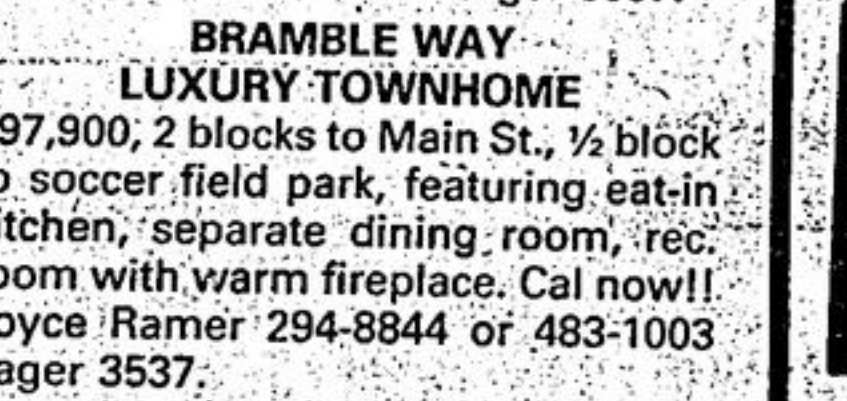 BRAMBLE WAY
LUXURY TOWNHOME
97,900, 2 blocks to Main St., ½ block
o soccer field park, featuring eat-in
itchen, separate dining room, rec.
oom with warm fireplace. Cal now!!
oyce Ramer 294-8844 or 483-1003
ager 3537.